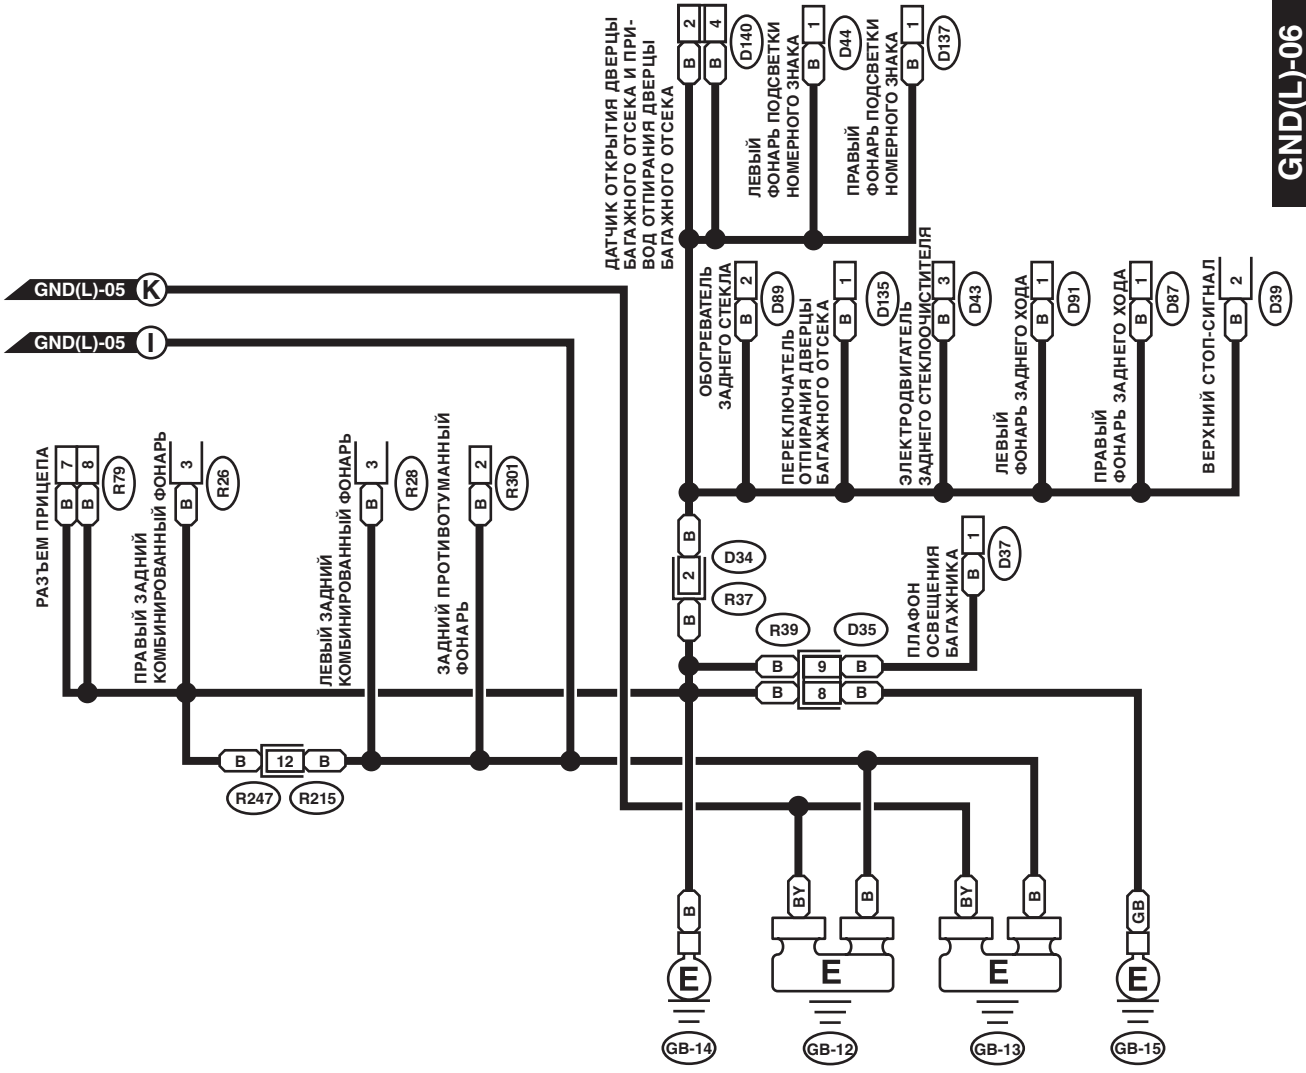 GND(L)-06
ДАТЧИК ОТКРЫТИЯ ДВЕРЦЫ
БАГАЖНОГО ОТСЕКА И ПРИ-
ВОД ОТПИРАНИЯ ДВЕРЦЫ
БАГАЖНОГО ОТСЕКА
2
4
B
B
D140
ЛЕВЫЙ
ФОНАРЬ ПОДСВЕТКИ
НОМЕРНОГО ЗНАКА
1
B
D44
ПРАВЫЙ
ФОНАРЬ ПОДСВЕТКИ
НОМЕРНОГО ЗНАКА
1
B
D137
GND(L)-05 K
GND(L)-05 I
ОБОГРЕВАТЕЛЬ
ЗАДНЕГО СТЕКЛА
2
B
D89
ПЕРЕКЛЮЧАТЕЛЬ
ОТПИРАНИЯ ДВЕРЦЫ
БАГАЖНОГО ОТСЕКА
1
B
D135
ЭЛЕКТРОДВИГАТЕЛЬ
ЗАДНЕГО СТЕКЛООЧИСТИТЕЛЯ
3
B
D43
ЛЕВЫЙ
ФОНАРЬ ЗАДНЕГО ХОДА
1
B
D91
ПРАВЫЙ
ФОНАРЬ ЗАДНЕГО ХОДА
1
B
D87
ВЕРХНИЙ СТОП-СИГНАЛ
2
B
D39
РАЗЪЕМ ПРИЦЕПА
7
8
B
B
R79
ПРАВЫЙ ЗАДНИЙ
КОМБИНИРОВАННЫЙ ФОНАРЬ
3
B
R26
ЛЕВЫЙ ЗАДНИЙ
КОМБИНИРОВАННЫЙ ФОНАРЬ
3
B
R28
ЗАДНИЙ ПРОТИВОТУМАННЫЙ
ФОНАРЬ
2
B
R301
B
2
B
D34
R37
ПЛАФОН
ОСВЕЩЕНИЯ
БАГАЖНИКА
1
B
D37
R39 D35
B 9 B
B 8 B
B 12 B
R247 R215
B
BY
B
BY
B
GB
E
E
E
E
GB-14
GB-12
GB-13
GB-15